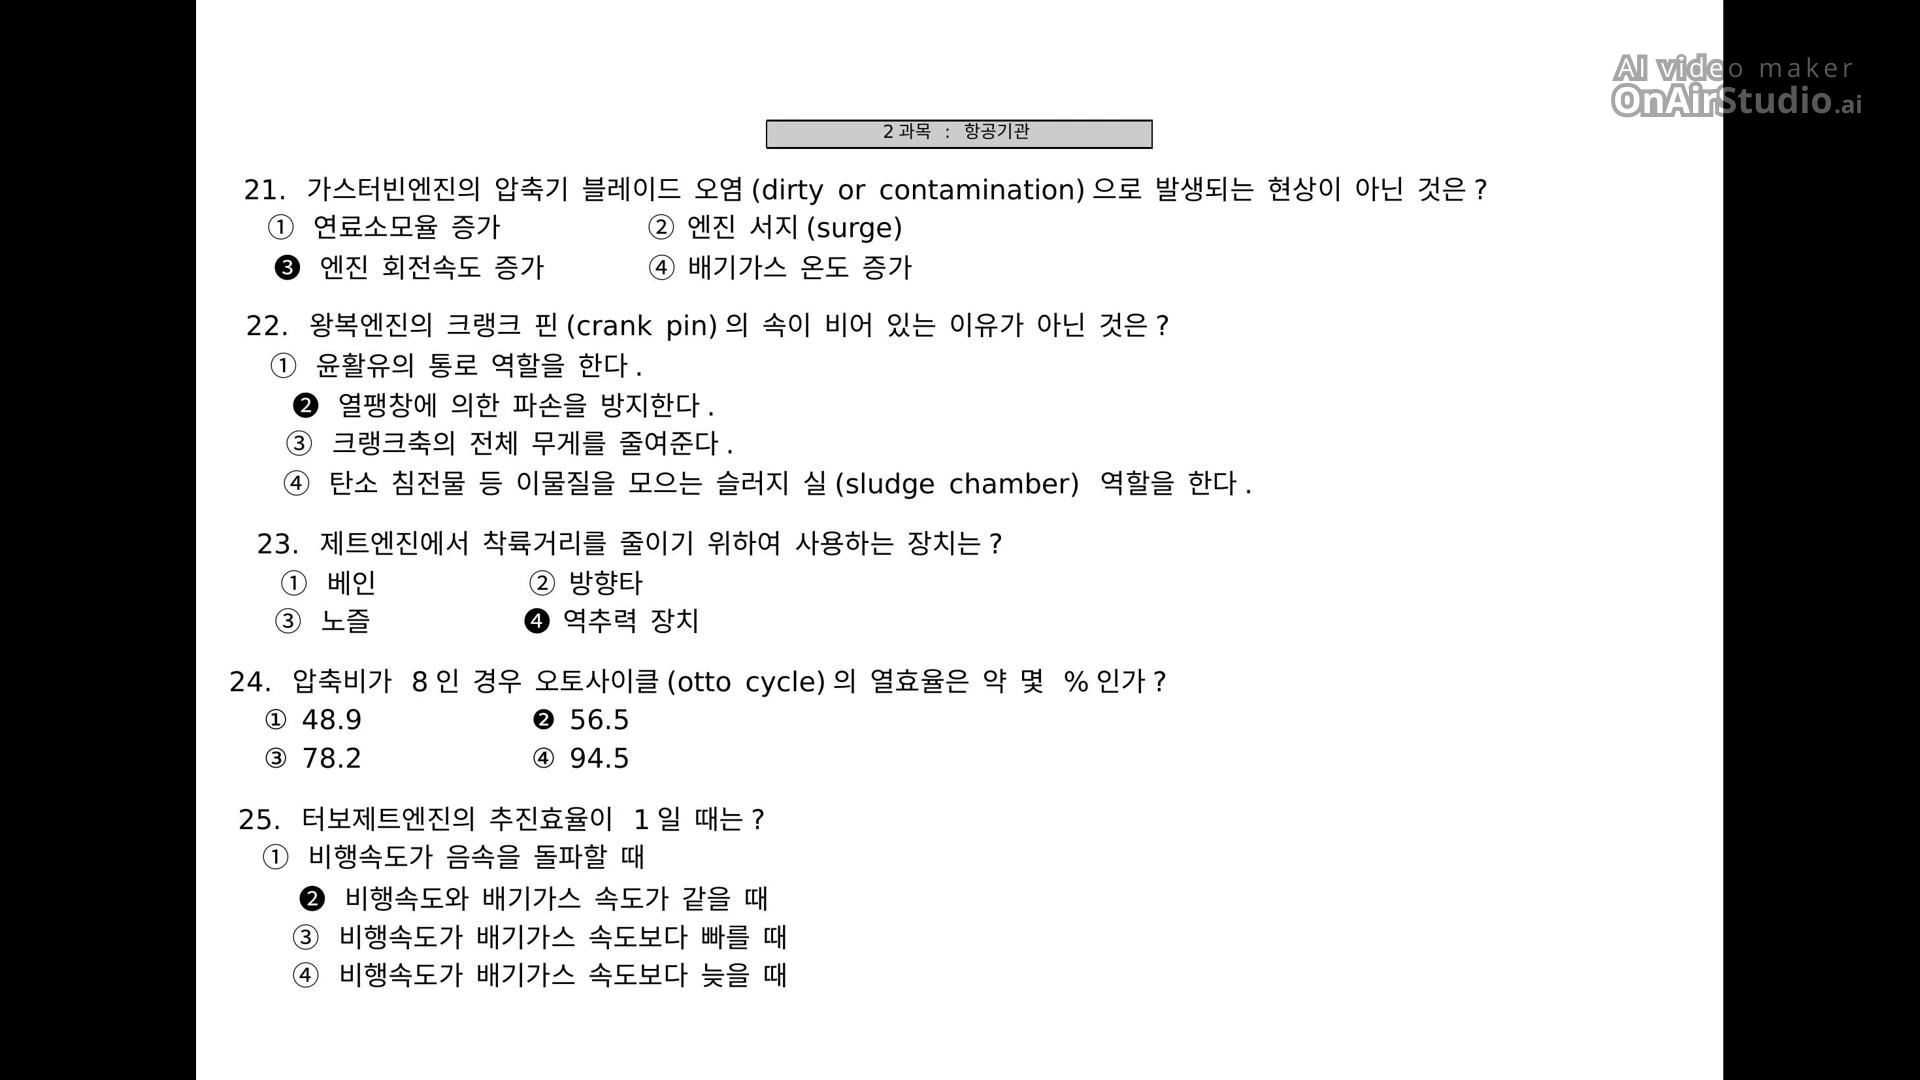 AI video maker
OnAirStudio.ai
2과목 : 항공기관
21. 가스터빈엔진의 압축기 블레이드 오염(dirty or contamination)으로 발생되는 현상이 아닌 것은?
① 연료소모율 증가 ② 엔진 서지(surge)
❸ 엔진 회전속도 증가 ④ 배기가스 온도 증가
22. 왕복엔진의 크랭크 핀(crank pin)의 속이 비어 있는 이유가 아닌 것은?
① 윤활유의 통로 역할을 한다.
❷ 열팽창에 의한 파손을 방지한다.
③ 크랭크축의 전체 무게를 줄여준다.
④ 탄소 침전물 등 이물질을 모으는 슬러지 실(sludge chamber) 역할을 한다.
23. 제트엔진에서 착륙거리를 줄이기 위하여 사용하는 장치는?
① 베인 ② 방향타
③ 노즐 ❹ 역추력 장치
24. 압축비가 8인 경우 오토사이클(otto cycle)의 열효율은 약 몇 %인가?
① 48.9 ❷ 56.5
③ 78.2 ④ 94.5
25. 터보제트엔진의 추진효율이 1일 때는?
① 비행속도가 음속을 돌파할 때
❷ 비행속도와 배기가스 속도가 같을 때
③ 비행속도가 배기가스 속도보다 빠를 때
④ 비행속도가 배기가스 속도보다 늦을 때